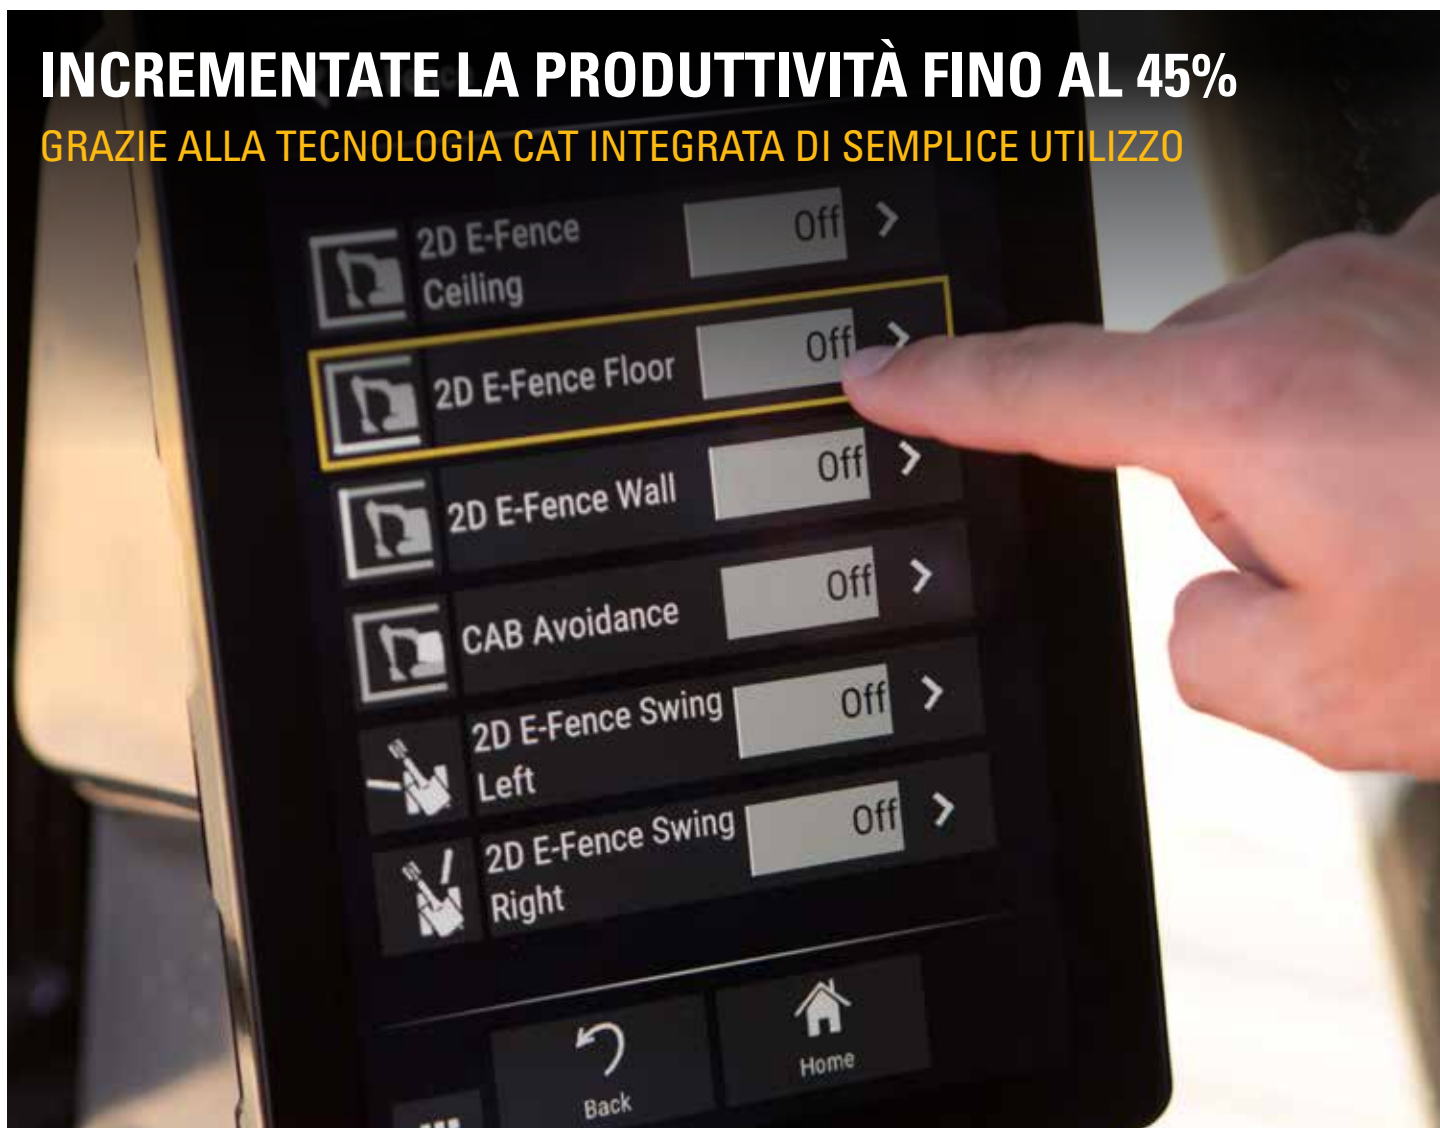 INCREMENTATE LA PRODUTTIVITÀ FINO AL 45%
GRAZIE ALLA TECNOLOGIA CAT INTEGRATA DI SEMPLICE UTILIZZO
2D E-Fence
Ceiling
Off
2D E-Fence Floor
Off
2D E-Fence Wall
Off
CAB Avoidance
Off
2D E-Fence Swing
Left
Off
2D E-Fence Swing
Right
Off
Back
Home